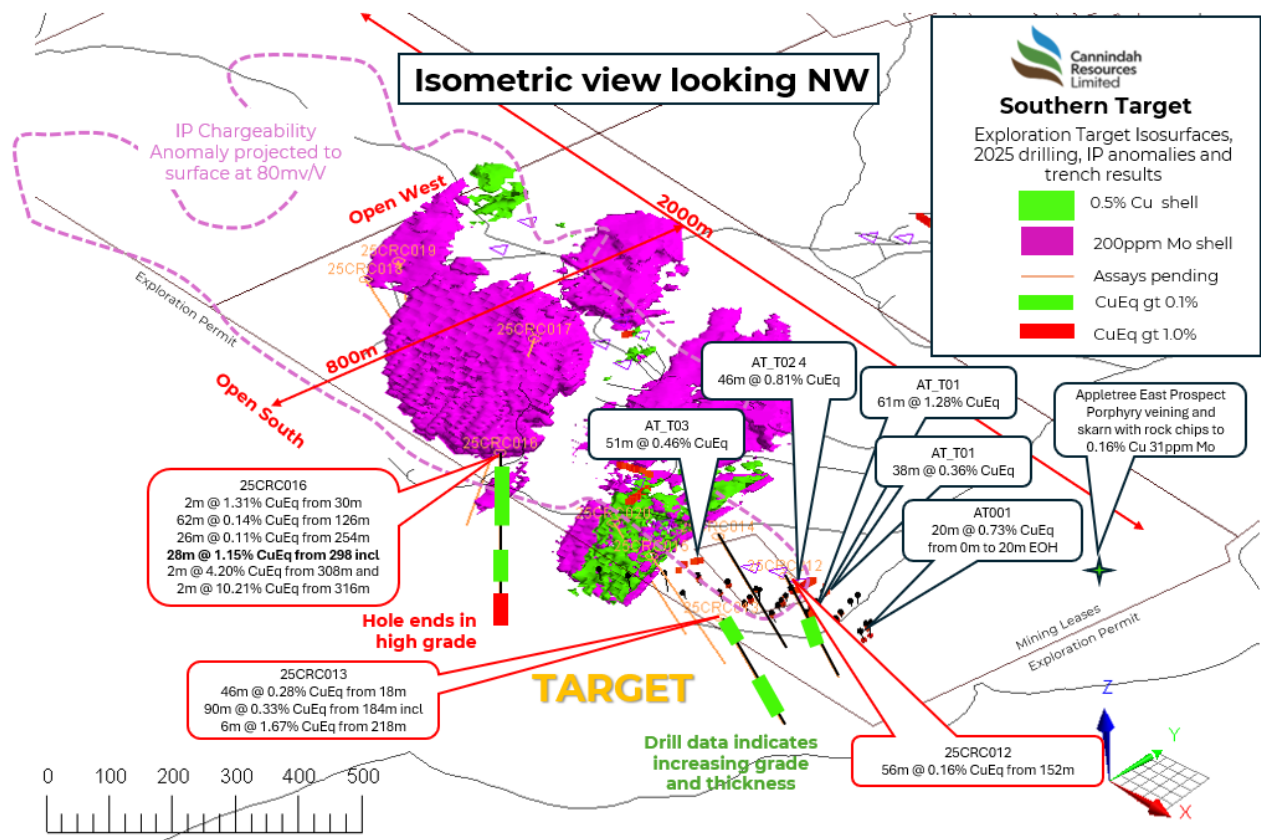 Isometric view looking NW
Cannindah
Resources
Limited
Southern Target
Exploration Target Isosurfaces,
2025 drilling, IP anomalies and
trench results
0.5% Cu shell
200ppm Mo shell
Assays pending
CuEq gt 0.1%
CuEq gt 1.0%
IP Chargeability
Anomaly projected to
surface at 80mv/V
Open West
2000m
25CRC019
25CRC018
Exploration Permit
25CRC017
800m
Open South
AT_T02 4
46m @ 0.81% CuEq
AT_T01
61m @ 1.28% CuEq
Appletree East Prospect
Porphyry veining and
skarn with rock chips to
0.16% Cu 31ppm Mo
AT_T03
51m @ 0.46% CuEq
AT_T01
38m @ 0.36% CuEq
25CRC016
25CRC016
2m @ 1.31% CuEq from 30m
62m @ 0.14% CuEq from 126m
26m @ 0.11% CuEq from 254m
28m @ 1.15% CuEq from 298 incl
2m @ 4.20% CuEq from 308m and
2m @ 10.21% CuEq from 316m
AT001
20m @ 0.73% CuEq
from 0m to 20m EOH
Hole ends in
high grade
Mining Leases
Exploration Permit
25CRC013
46m @ 0.28% CuEq from 18m
90m @ 0.33% CuEq from 184m incl
6m @ 1.67% CuEq from 218m
TARGET
Drill data indicates
increasing grade
and thickness
25CRC012
56m @ 0.16% CuEq from 152m
Z
Y
X
0 100 200 300 400 500